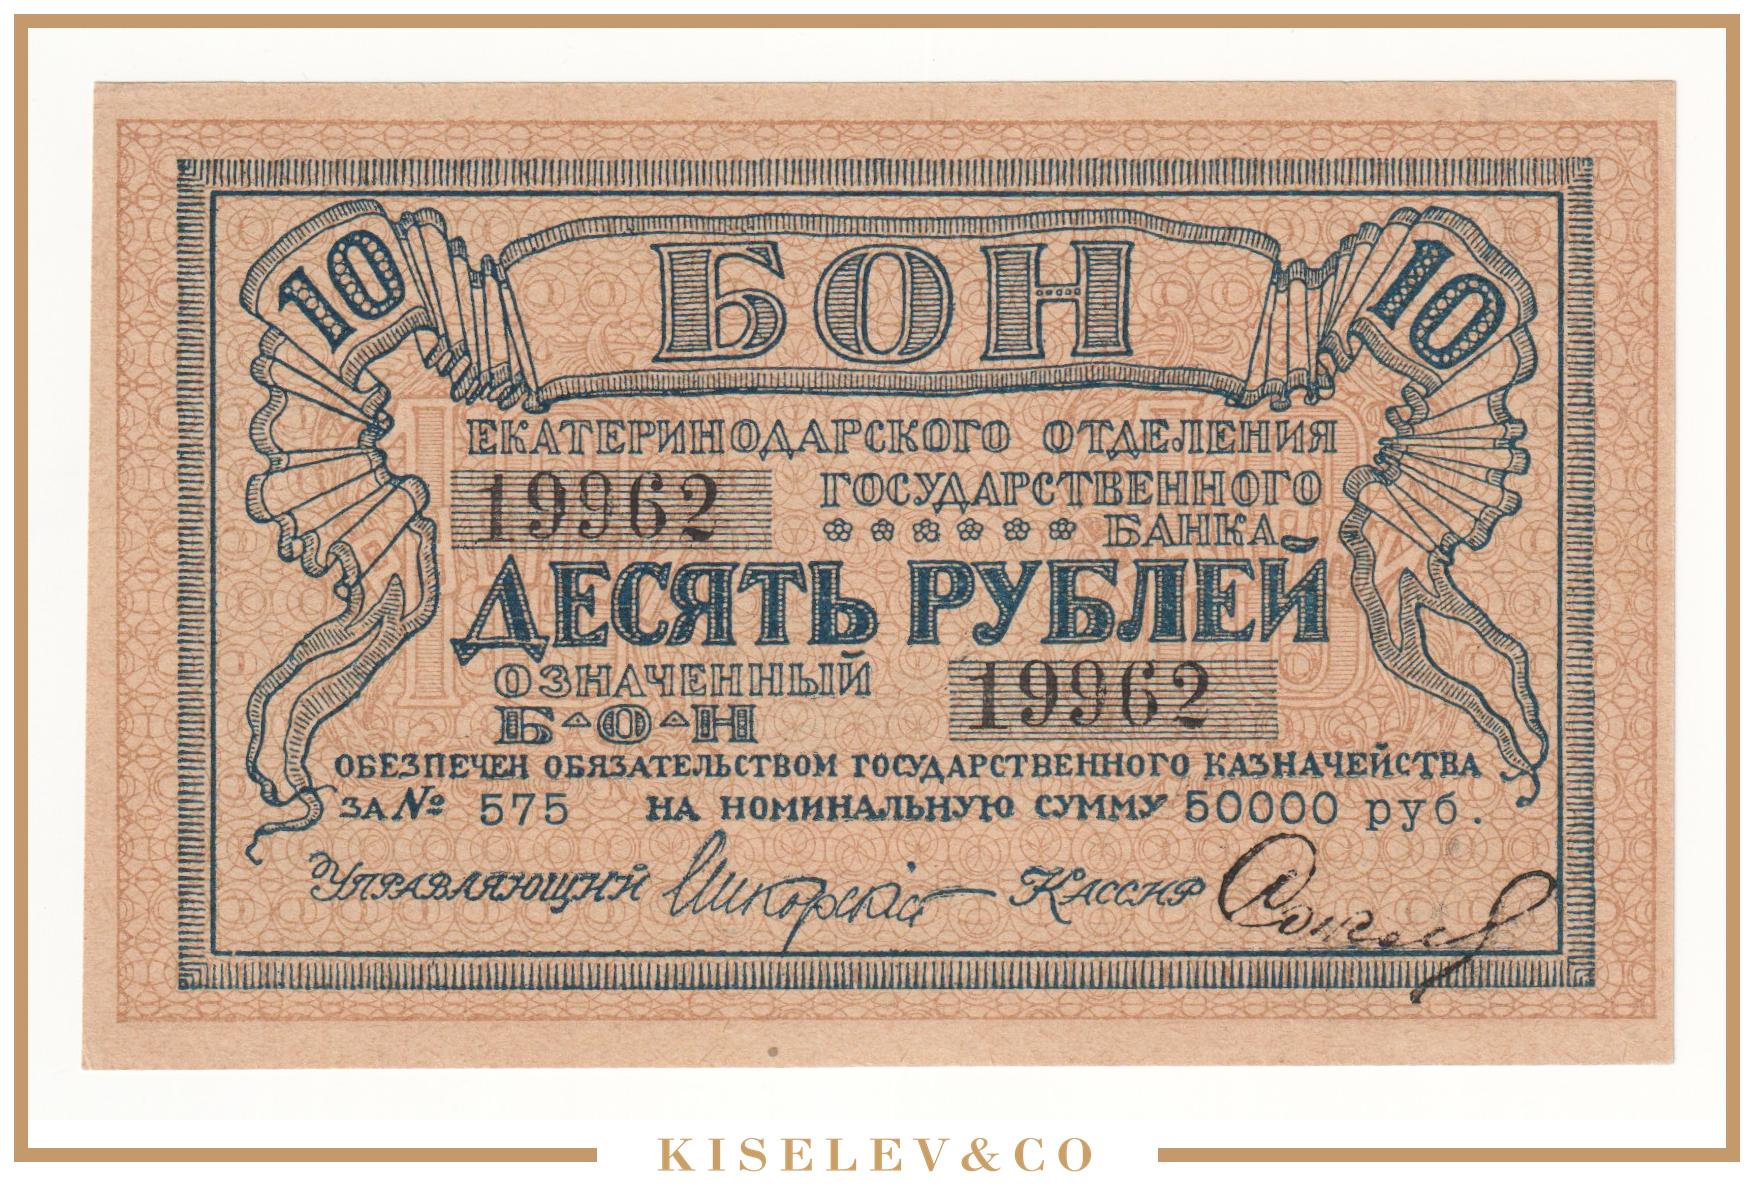 10 БОН 10
ЕКАТЕРИНОДАРСКОГО ОТДЕЛЕНИЯ
19962 ГОСУДАРСТВЕННОГО
БАНКА
ДЕСЯТЬ РУБЛЕЙ
ОЗНАЧЕННЫЙ 19962
БОН
ОБЕЗПЕЧЕН ОБЯЗАТЕЛЬСТВОМ ГОСУДАРСТВЕННОГО КАЗНАЧЕЙСТВА
ЗА № 575 НА НОМИНАЛЬНУЮ СУММУ 50000 руб.
УПРАВЛЯЮЩИЙ КАССИР
KISELEV&CO